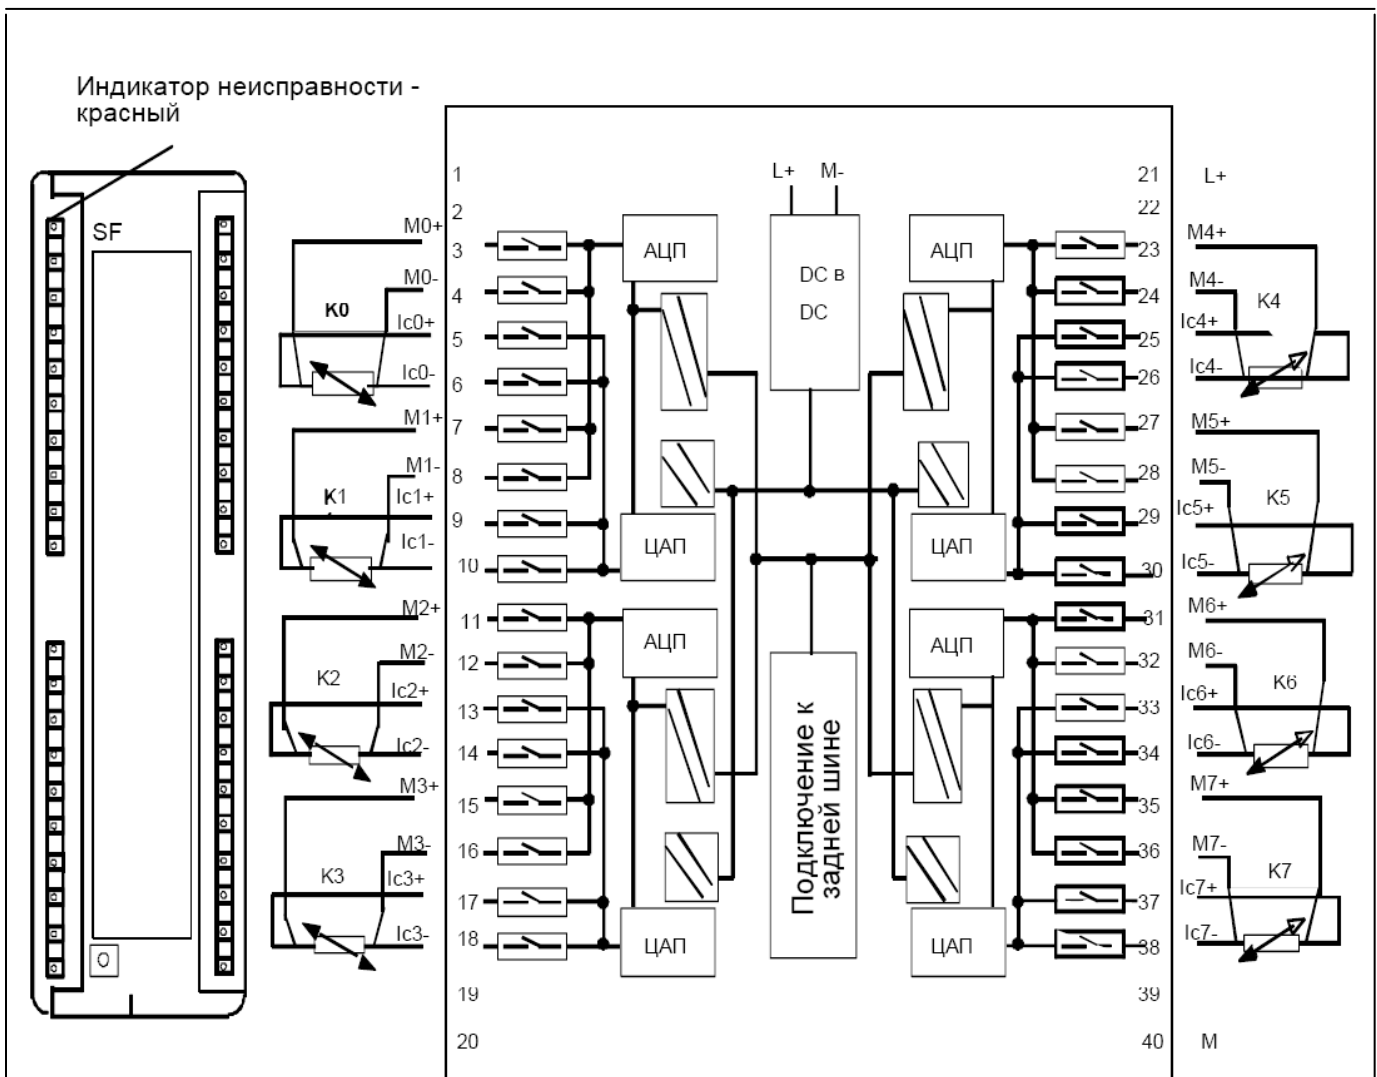 Индикатор неисправности -
красный
SF
M0+
M0-
K0
Ic0+
Ic0-
M1+
M1-
K1
Ic1+
Ic1-
M2+
M2-
K2
Ic2+
Ic2-
M3+
M3-
K3
Ic3+
Ic3-
1
2
3
4
5
6
7
8
9
10
11
12
13
14
15
16
17
18
19
20
L+ M-
АЦП
DC в
DC
АЦП
ЦАП
ЦАП
АЦП
АЦП
Подключение к
задней шине
ЦАП
ЦАП
21
22
23
24
25
26
27
28
29
30
31
32
33
34
35
36
37
38
39
40
L+
M4+
M4-
K4
Ic4+
Ic4-
M5+
M5-
K5
Ic5+
Ic5-
M6+
M6-
K6
Ic6+
Ic6-
M7+
M7-
K7
Ic7+
Ic7-
M